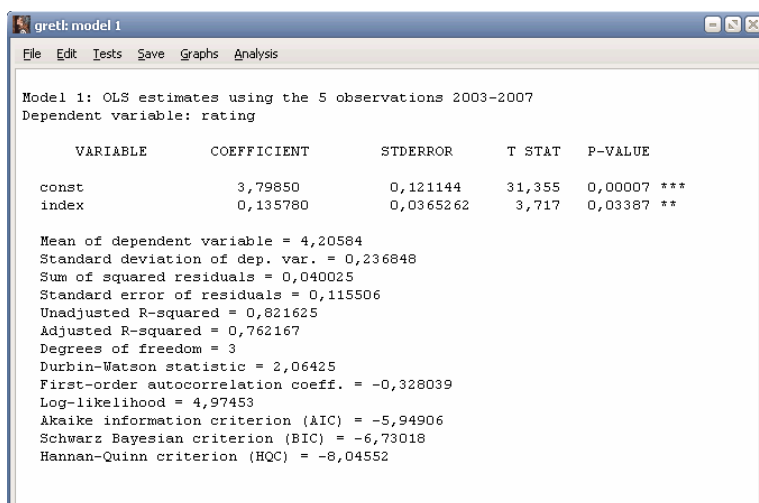 gretl: model 1
File Edit Tests Save Graphs Analysis
Model 1: OLS estimates using the 5 observations 2003-2007
Dependent variable: rating
VARIABLE COEFFICIENT STDERROR T STAT P-VALUE
const 3,79850 0,121144 31,355 0,00007 ***
index 0,135780 0,0365262 3,717 0,03387 **
Mean of dependent variable = 4,20584
Standard deviation of dep. var. = 0,236848
Sum of squared residuals = 0,040025
Standard error of residuals = 0,115506
Unadjusted R-squared = 0,821625
Adjusted R-squared = 0,762167
Degrees of freedom = 3
Durbin-Watson statistic = 2,06425
First-order autocorrelation coeff. = -0,328039
Log-likelihood = 4,97453
Akaike information criterion (AIC) = -5,94906
Schwarz Bayesian criterion (BIC) = -6,73018
Hannan-Quinn criterion (HQC) = -8,04552